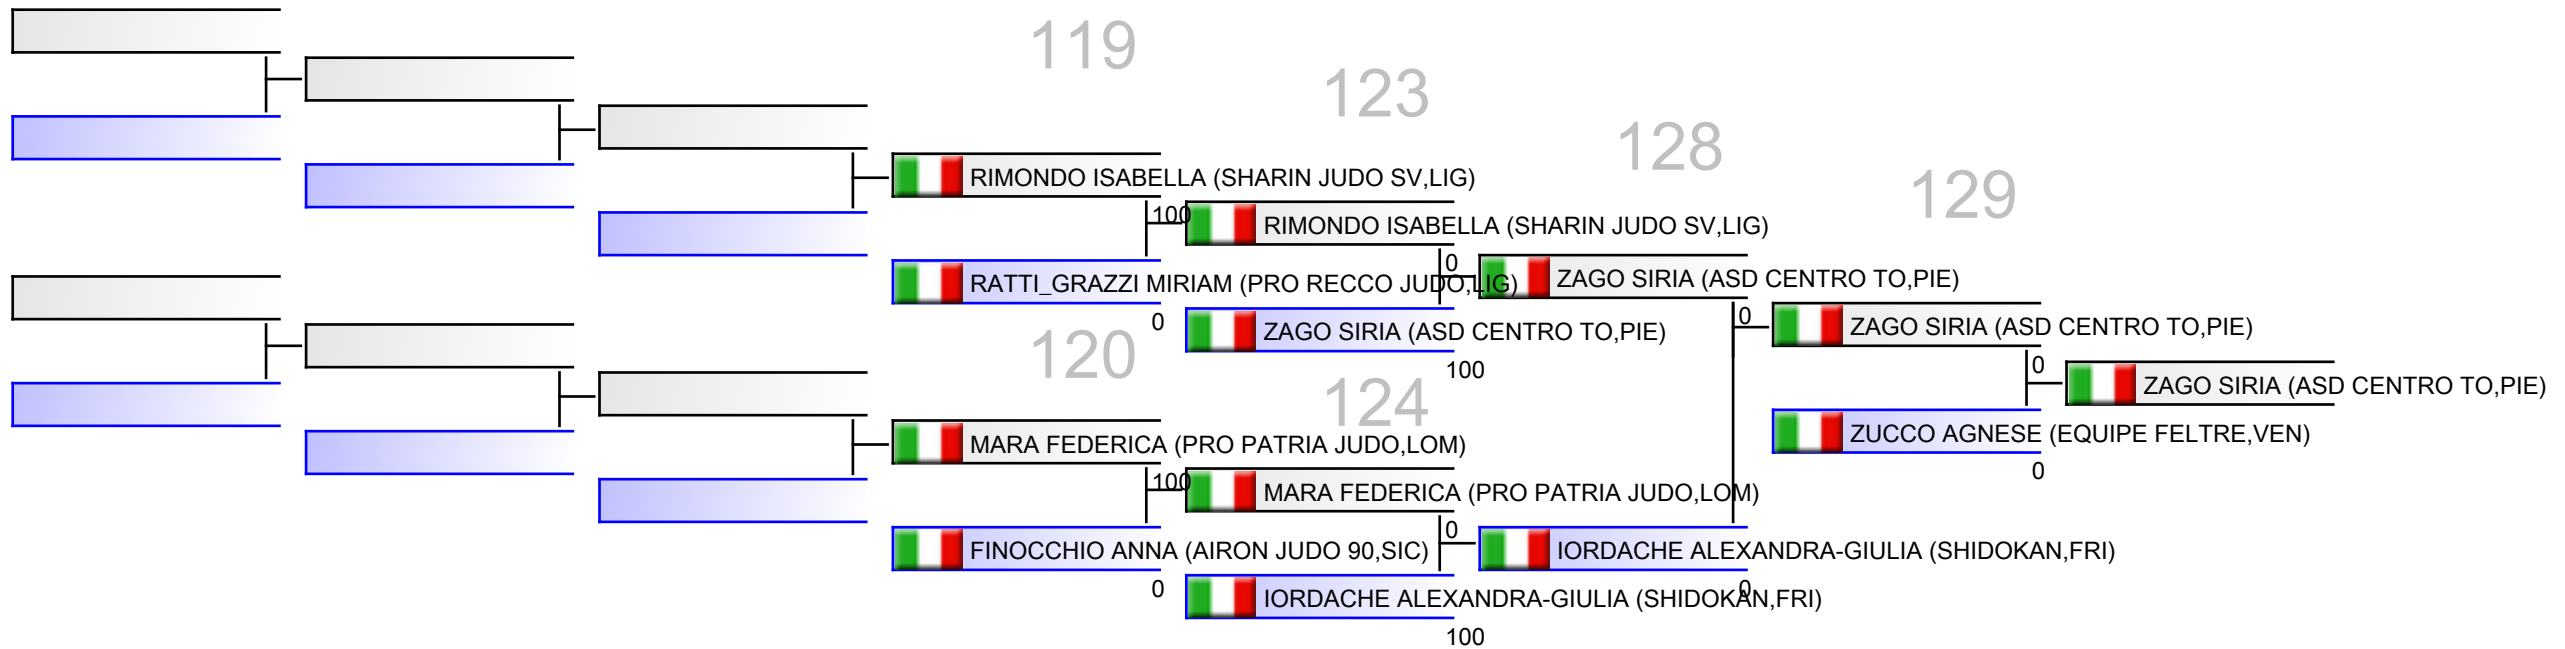 119
123
128
129
RIMONDO ISABELLA (SHARIN JUDO SV,LIG)
100
RIMONDO ISABELLA (SHARIN JUDO SV,LIG)
0
RATTI_GRAZZI MIRIAM (PRO RECCO JUDO,LIG)
0
ZAGO SIRIA (ASD CENTRO TO,PIE)
100
ZAGO SIRIA (ASD CENTRO TO,PIE)
0
ZAGO SIRIA (ASD CENTRO TO,PIE)
0
ZAGO SIRIA (ASD CENTRO TO,PIE)
ZUCCO AGNESE (EQUIPE FELTRE,VEN)
0
120
124
MARA FEDERICA (PRO PATRIA JUDO,LOM)
100
MARA FEDERICA (PRO PATRIA JUDO,LOM)
0
FINOCCHIO ANNA (AIRON JUDO 90,SIC)
0
IORDACHE ALEXANDRA-GIULIA (SHIDOKAN,FRI)
0
IORDACHE ALEXANDRA-GIULIA (SHIDOKAN,FRI)
100